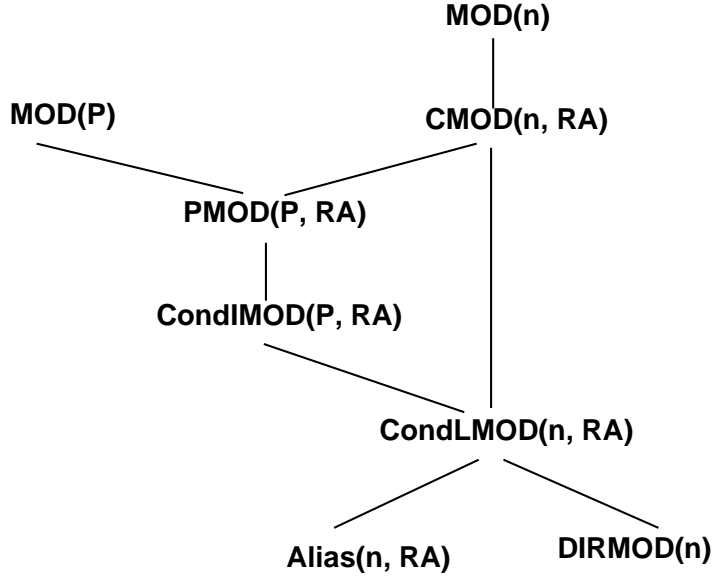 MOD(n)
MOD(P)
CMOD(n, RA)
PMOD(P, RA)
CondIMOD(P, RA)
CondLMOD(n, RA)
Alias(n, RA)
DIRMOD(n)